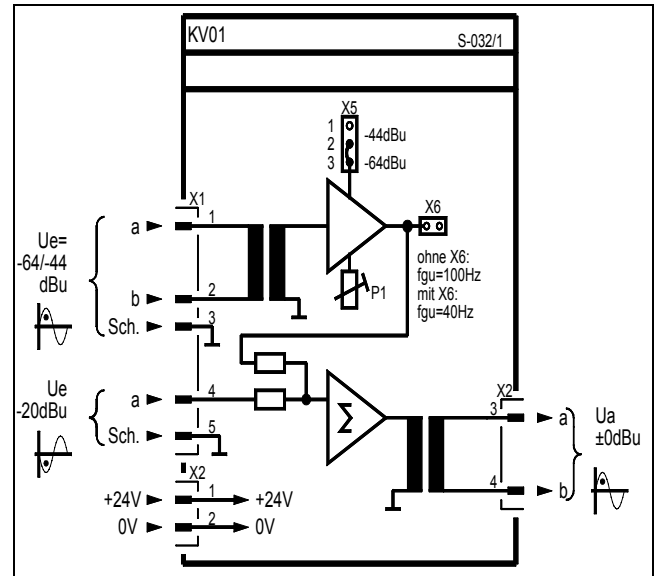 KV01
S-032/1
X5
1
2
3
-44dBu
-64dBu
X1
1
a
Ue=
-64/-44
dBu
b
2
Sch.
3
X6
P1
ohne X6:
fgu=100Hz
mit X6:
fgu=40Hz
Ue
-20dBu
a
4
Sch.
5
Σ
X2
3
a
Ua
±0dBu
4
b
X2
+24V
1
+24V
0V
2
0V